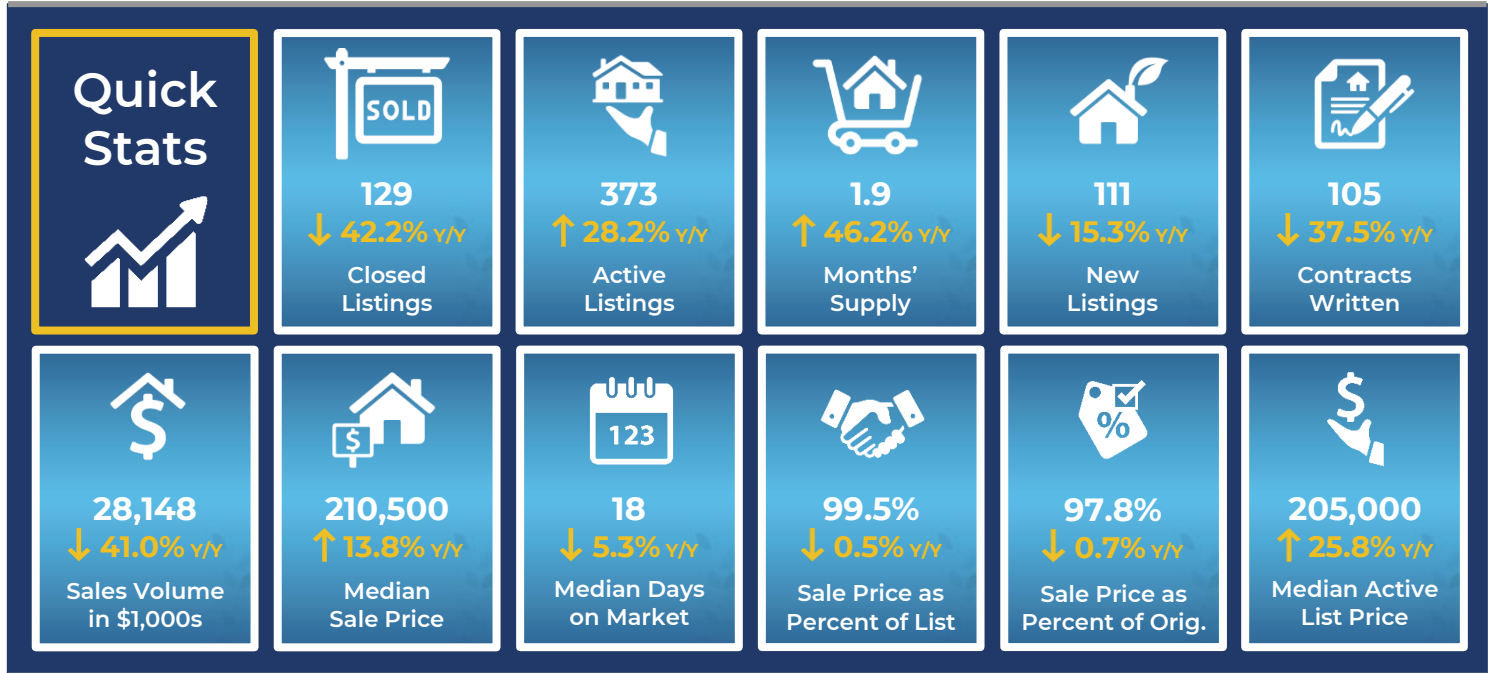 Quick
Stats
SOLD
129
↓ 42.2% Y/Y
Closed
Listings
373
↑ 28.2% Y/Y
Active
Listings
1.9
↑ 46.2% Y/Y
Months’
Supply
111
↓ 15.3% Y/Y
New
Listings
105
↓ 37.5% Y/Y
Contracts
Written
$
28,148
↓ 41.0% Y/Y
Sales Volume
in $1,000s
$
210,500
↑ 13.8% Y/Y
Median
Sale Price
123
18
↓ 5.3% Y/Y
Median Days
on Market
99.5%
↓ 0.5% Y/Y
Sale Price as
Percent of List
%
97.8%
↓ 0.7% Y/Y
Sale Price as
Percent of Orig.
$
205,000
↑ 25.8% Y/Y
Median Active
List Price